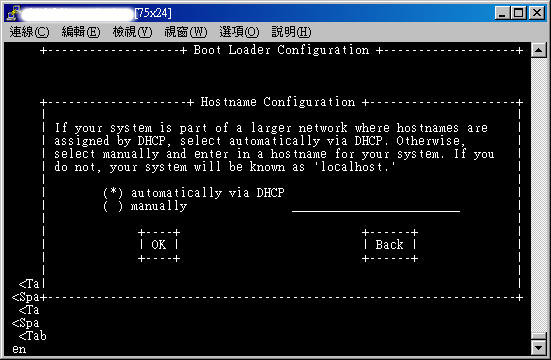 [75x24]
連線(C) 編輯(E) 檢視(V) 視窗(W) 選項(O) 說明(H)
Boot Loader Configuration
Hostname Configuration
If your system is part of a larger network where hostnames are
assigned by DHCP, select automatically via DHCP. Otherwise,
select manually and enter in a hostname for your system. If you
do not, your system will be known as 'localhost.'
(*) automatically via DHCP
( ) manually
OK Back
<Ta
<Spa
<Ta
<Spa
<Tab
en